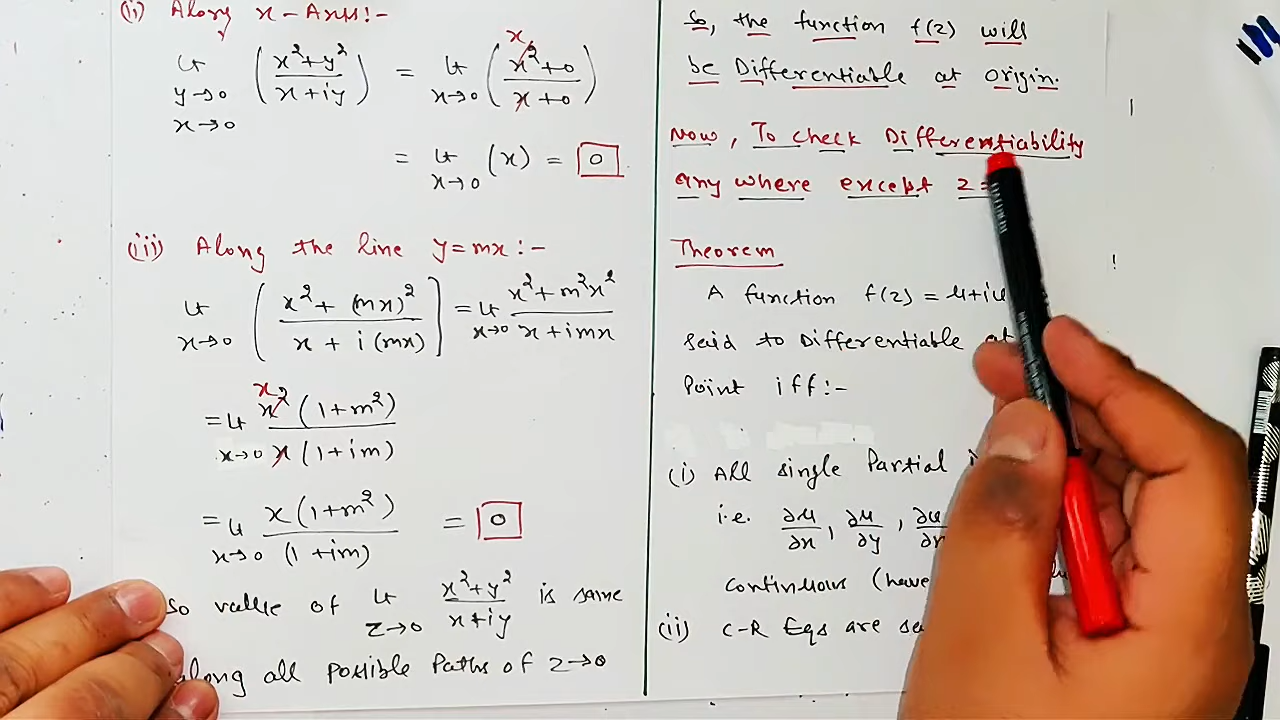 (ii) Along x-Axis:-
Lt y→0 x→0 (x²+y² / x+iy) = Lt x→0 (x²+0 / x+0) x
= Lt x→0 (x) = 0
(iii) Along the line y=mx:-
Lt x→0 [x²+(mx)² / x+i(mx)] = Lt x→0 x²+m²x² / x+imx
= Lt x→0 x²(1+m²) / x(1+im) x
= Lt x→0 x(1+m²) / (1+im) = 0
So value of Lt z→0 x²+y² / x+iy is same
along all possible Paths of z→0
So, the function f(z) will
be Differentiable at origin.
Now, To check Differentiability
any where except z=
Theorem
A function f(z) = u+iv
said to Differentiable at
Point iff:-
(i) All single Partial
i.e. ∂u/∂x, ∂u/∂y, ∂v/∂x
continuous (have
(ii) C-R Eqs are